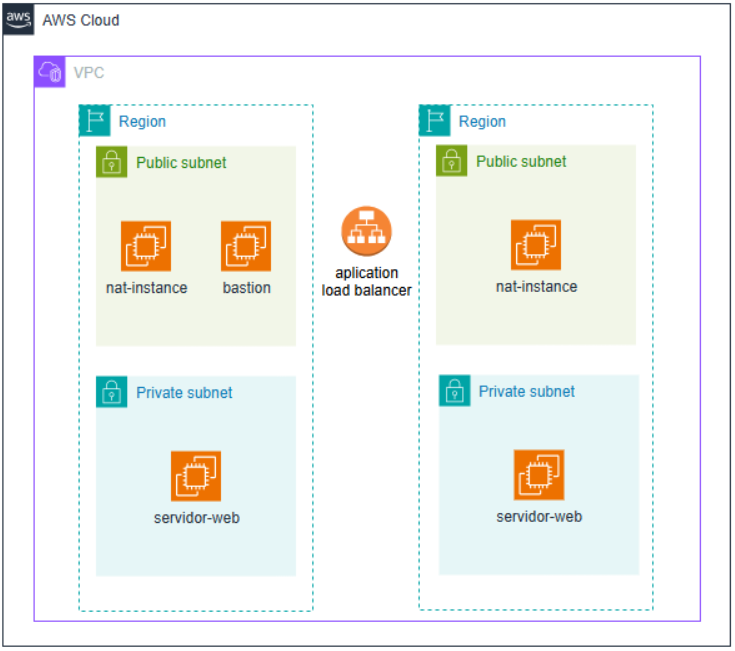 aws
AWS Cloud
VPC
Region
Public subnet
nat-instance
bastion
Private subnet
servidor-web
aplication
load balancer
Region
Public subnet
nat-instance
Private subnet
servidor-web